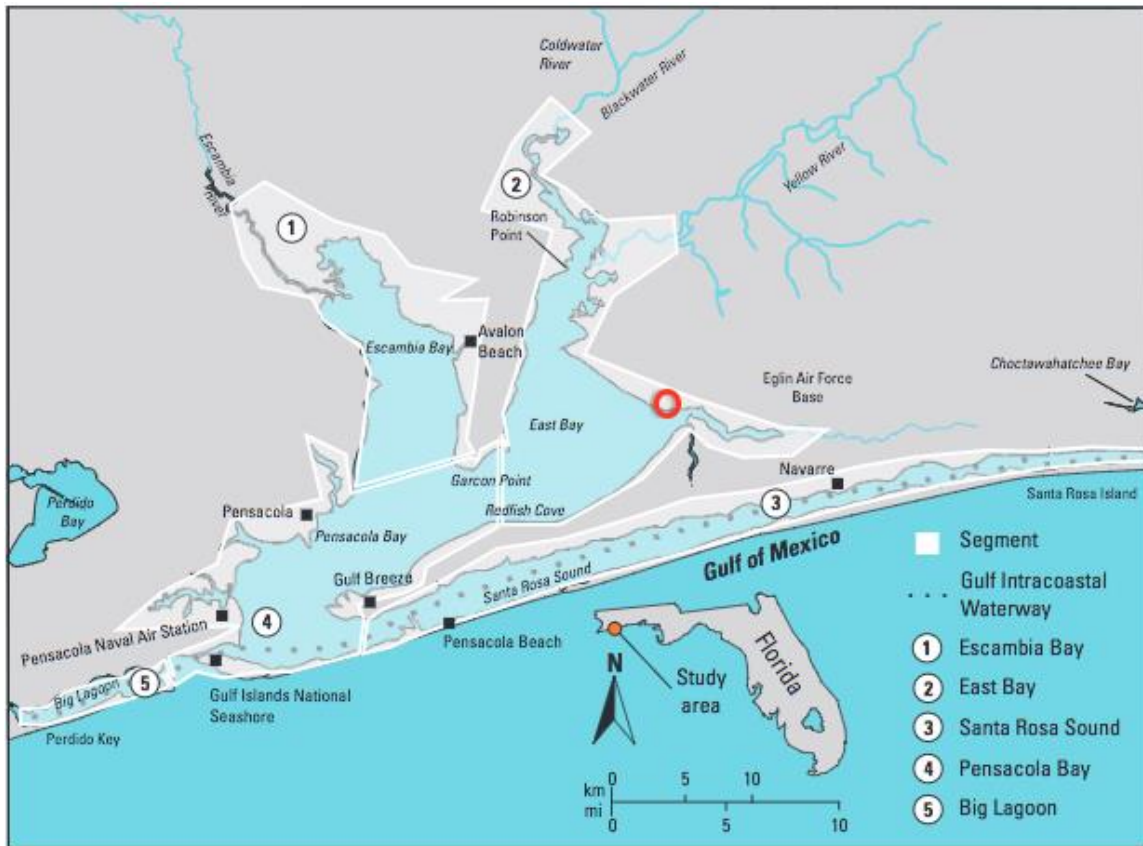 Coldwater
River
Blackwater River
Escambia
River
Yellow River
1
2
Robinson
Point
Escambia Bay
Avalon
Beach
Choctawhatchee Bay
Eglin Air Force
Base
East Bay
Perdido
Bay
Garcon Point
Navarre
Pensacola
Redfish Cove
3
Santa Rosa Island
Pensacola Bay
Gulf of Mexico
Gulf Breeze
Santa Rosa Sound
Pensacola Naval Air Station
4
Pensacola Beach
Big Lagoon
5
Gulf Islands National
Seashore
Perdido Key
N
Study
area
Florida
km
mi
0 5 10
0 5 10
Segment
Gulf Intracoastal
Waterway
1 Escambia Bay
2 East Bay
3 Santa Rosa Sound
4 Pensacola Bay
5 Big Lagoon